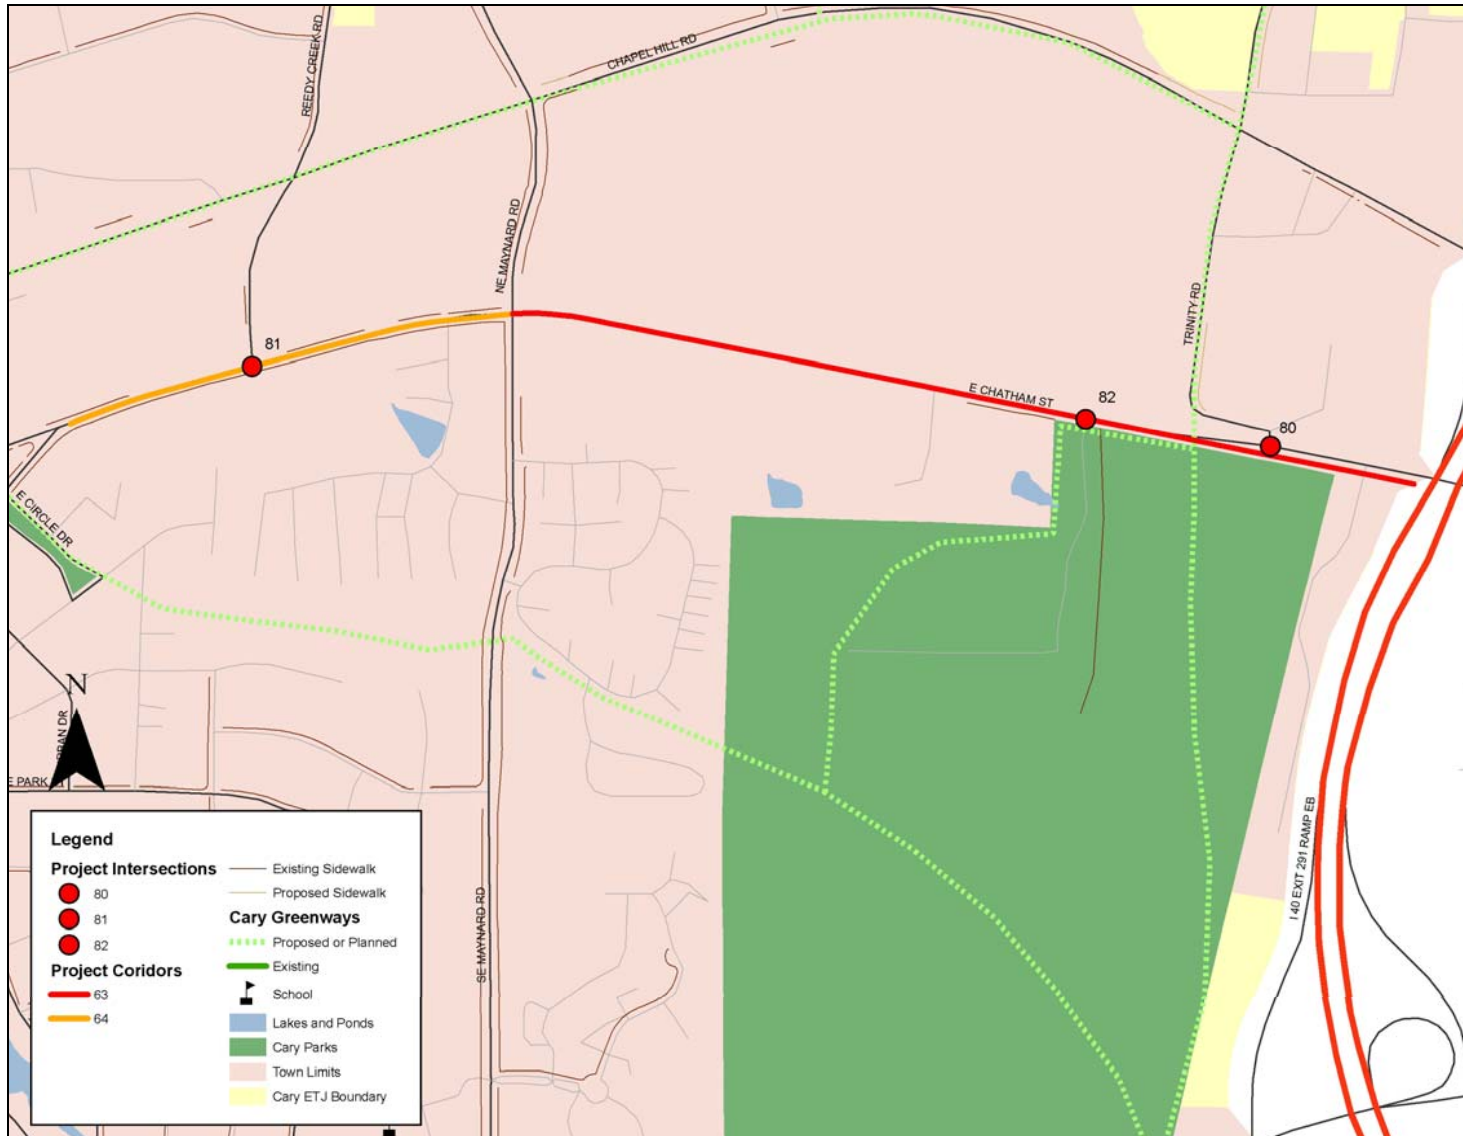 REEDY CREEK RD
CHAPEL HILL RD
NE MAYNARD RD
TRINITY RD
81
E CHATHAM ST
82
80
E CIRCLE DR
N
E PARK
SE MAYNARD RD
I 40 EXIT 291 RAMP EB
Legend
Project Intersections
80
81
82
Project Coridors
63
64
Existing Sidewalk
Proposed Sidewalk
Cary Greenways
Proposed or Planned
Existing
School
Lakes and Ponds
Cary Parks
Town Limits
Cary ETJ Boundary